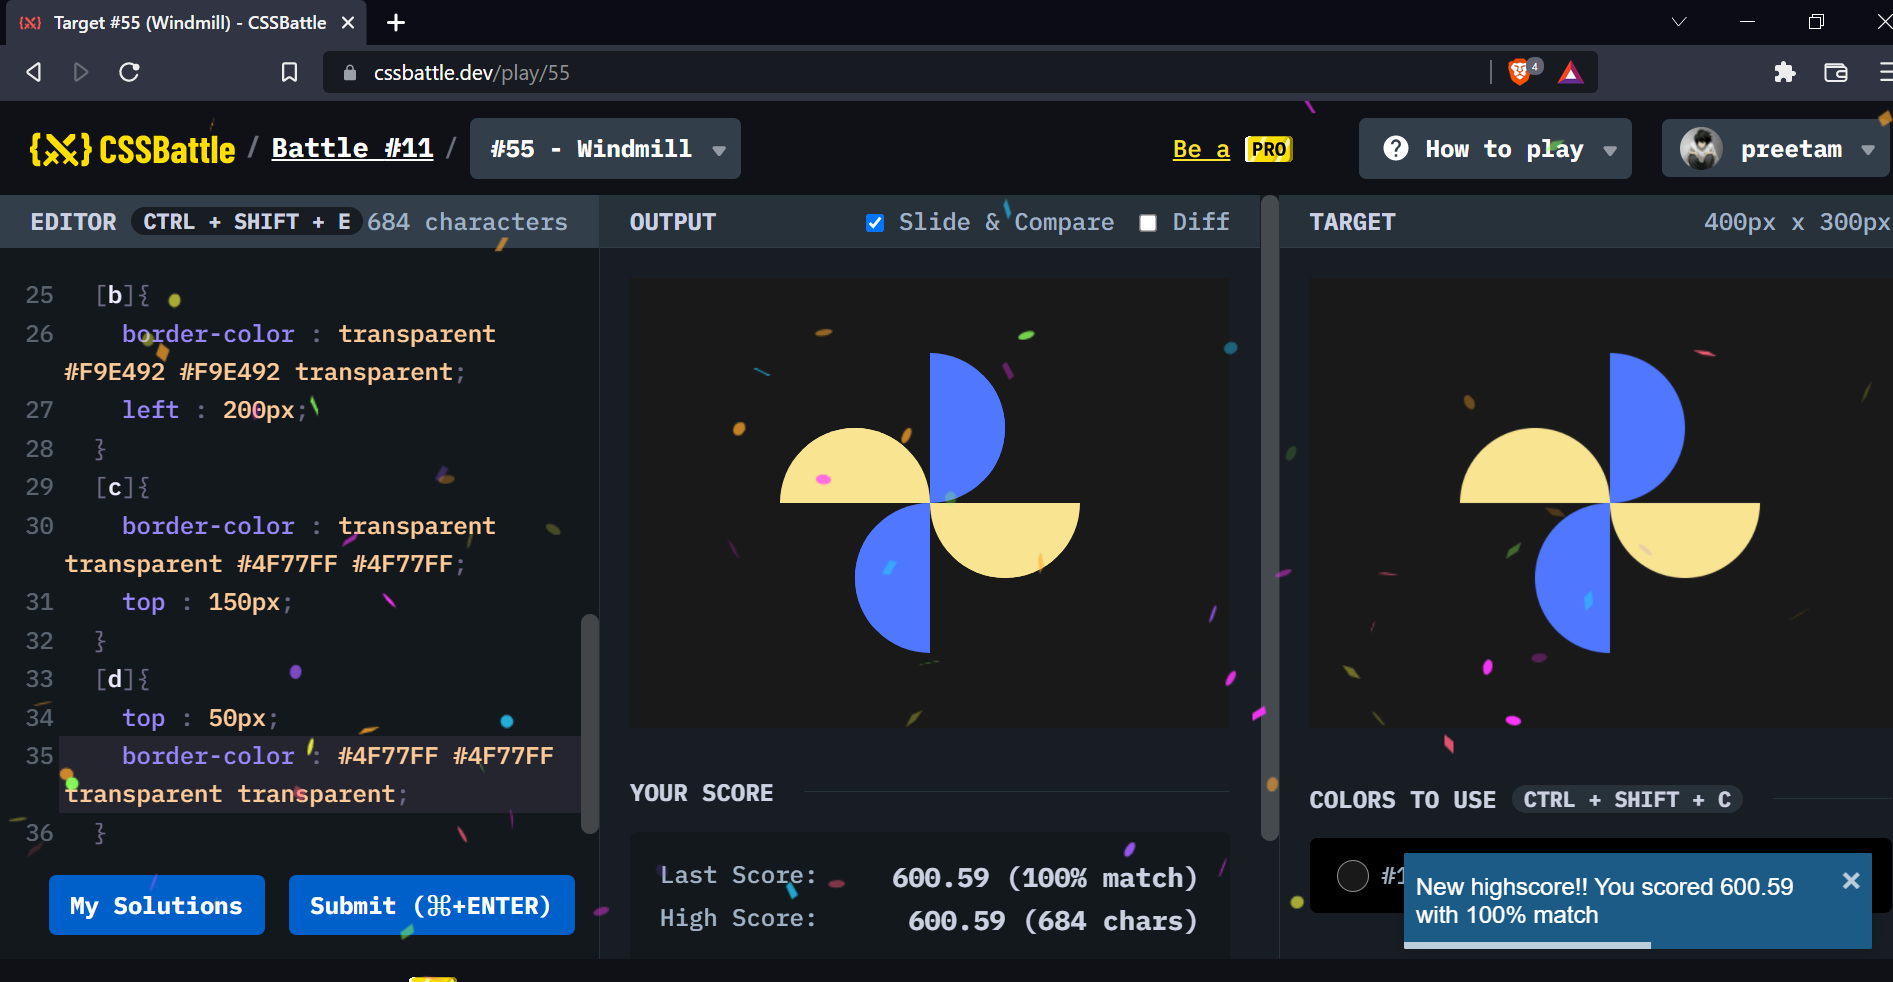 Target #55 (Windmill) - CSSBattle
cssbattle.dev/play/55
4
CSSBattle / Battle #11 / #55 - Windmill
Be a PRO
How to play
preetam
EDITOR CTRL + SHIFT + E 684 characters
OUTPUT
Slide & Compare
Diff
TARGET
400px x 300px
25 [b]{
26 border-color : transparent
#F9E492 #F9E492 transparent;
27 left : 200px;
28 }
29 [c]{
30 border-color : transparent
transparent #4F77FF #4F77FF;
31 top : 150px;
32 }
33 [d]{
34 top : 50px;
35 border-color : #4F77FF #4F77FF
transparent transparent;
36 }
My Solutions
Submit (⌘+ENTER)
YOUR SCORE
Last Score: 600.59 (100% match)
High Score: 600.59 (684 chars)
COLORS TO USE CTRL + SHIFT + C
#1
New highscore!! You scored 600.59
with 100% match